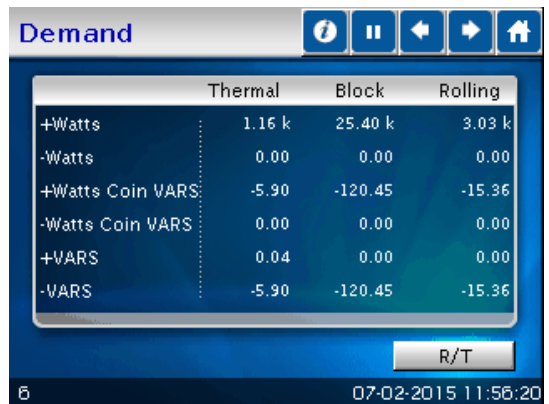 Demand
Thermal Block Rolling
+Watts 1.16 k 25.40 k 3.03 k
-Watts 0.00 0.00 0.00
+Watts Coin VARS -5.90 -120.45 -15.36
-Watts Coin VARS 0.00 0.00 0.00
+VARS 0.04 0.00 0.00
-VARS -5.90 -120.45 -15.36
R/T
6 07-02-2015 11:56:20